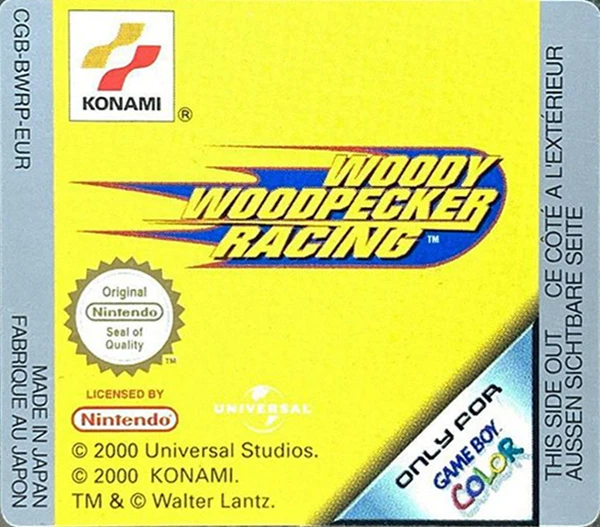 CGB-BWRP-EUR
KONAMI
®
WOODY
WOODPECKER
RACING™
Original
Nintendo
Seal of
Quality
TM
LICENSED BY
Nintendo
UNIVERSAL
© 2000 Universal Studios.
© 2000 KONAMI.
TM & © Walter Lantz.
ONLY FOR
GAME BOY
COLOR
MADE IN JAPAN
FABRIQUE AU JAPON
THIS SIDE OUT CE CÔTÉ A L'EXTÉRIEUR
AUSSEN SICHTBARE SEITE